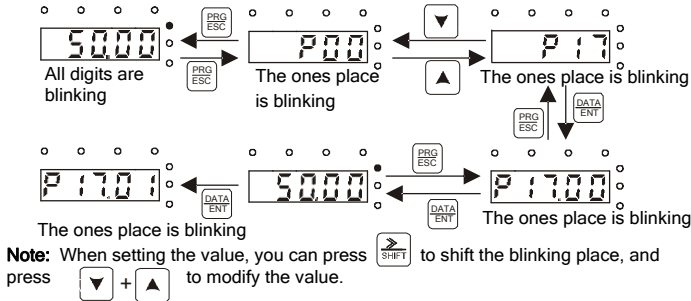 PRG
ESC
50.00
PRG
ESC
P00
P17
All digits are
blinking
The ones place
is blinking
The ones place is blinking
PRG
ESC
DATA
ENT
PRG
ESC
P17.01
DATA
ENT
50.00
DATA
ENT
P17.00
The ones place is blinking
The ones place is blinking
Note: When setting the value, you can press SHIFT to shift the blinking place, and
press + to modify the value.